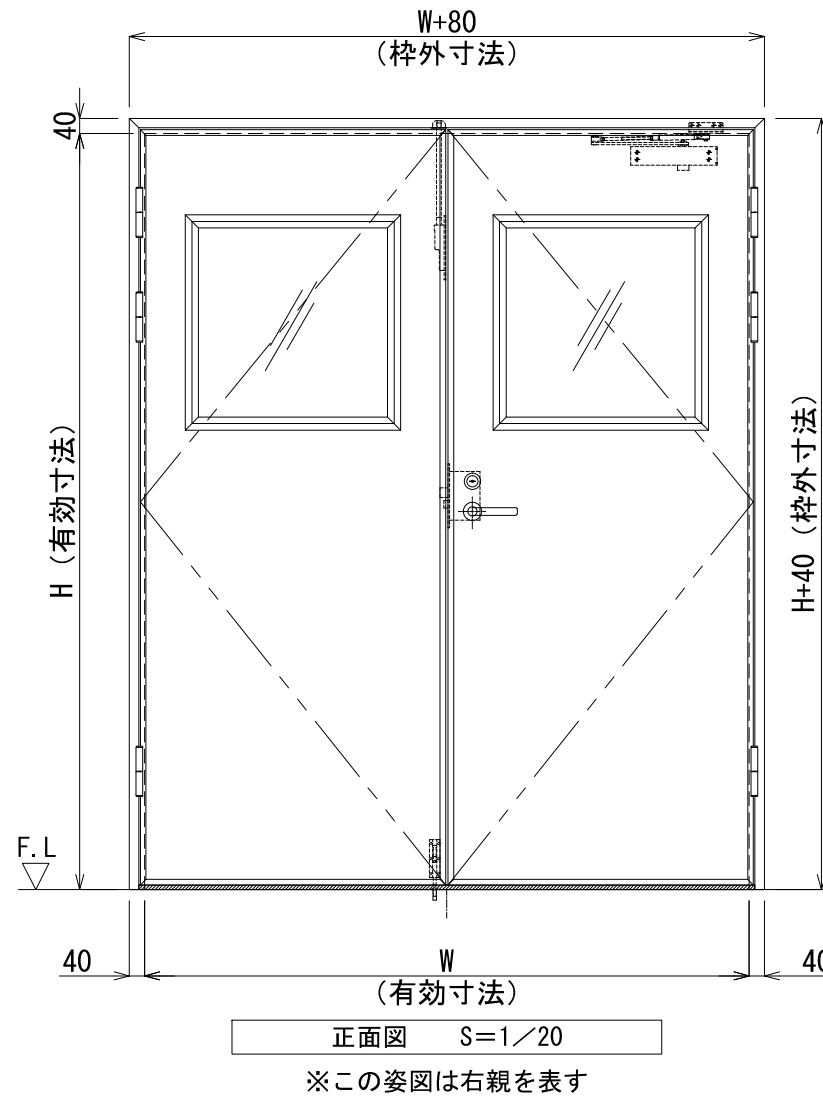 W+80
(枠外寸法)
40
H (有効寸法)
H+40 (枠外寸法)
F.L
40
W
40
(有効寸法)
正面図 S=1/20
※この姿図は右親を表す